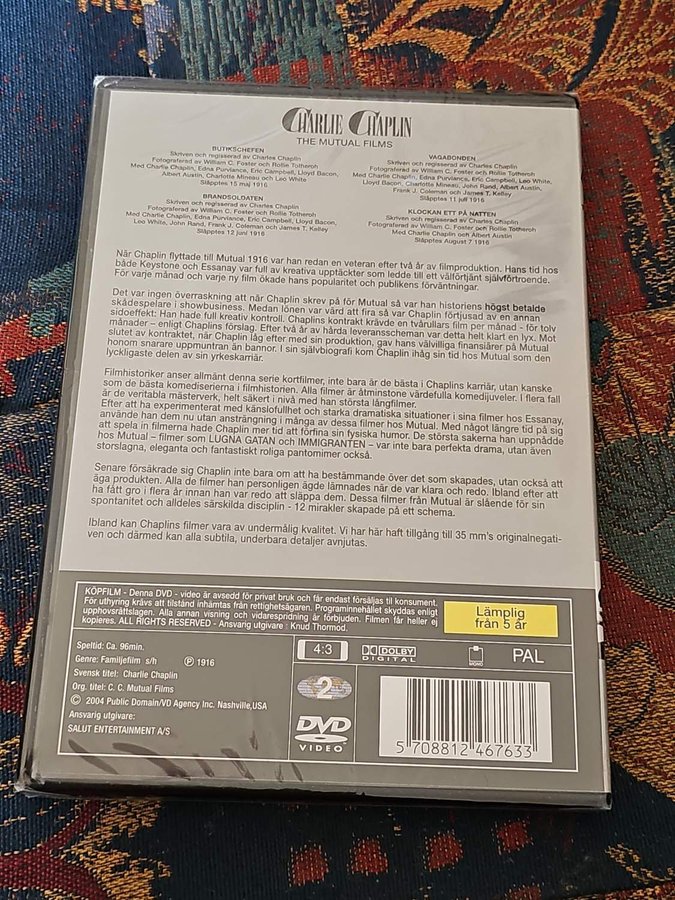 CHARLIE CHAPLIN
THE MUTUAL FILMS
BUTIKSCHEFEN
Skriven och regisserad av Charles Chaplin
Fotograferad av William C. Foster och Rollie Totheroh
Med Charlie Chaplin, Edna Purviance, Eric Campbell, Lloyd Bacon,
Albert Austin, Charlotte Mineau och Leo White
Släpptes 15 maj 1916
BRANDSOLDATEN
Skriven och regisserad av Charles Chaplin
Fotograferad av William C. Foster och Rollie Totheroh
Med Charlie Chaplin, Edna Purviance, Eric Campbell, Lloyd Bacon,
Leo White, John Rand, Frank J. Coleman och James T. Kelley
Släpptes 12 juni 1916
VAGABONDEN
Skriven och regisserad av Charles Chaplin
Fotograferad av William C. Foster och Rollie Totheroh
Med Charlie Chaplin, Edna Purviance, Eric Campbell, Leo White,
Lloyd Bacon, Charlotte Mineau, John Rand, Albert Austin,
Frank J. Coleman och James T. Kelley
Släpptes 11 juli 1916
KLOCKAN ETT PÅ NATTEN
Skriven och regisserad av Charles Chaplin
Fotograferad av William C. Foster och Rollie Totheroh
Med Charlie Chaplin och Albert Austin
Släpptes August 7 1916
När Chaplin flyttade till Mutual 1916 var han redan en veteran efter två år av filmproduktion. Hans tid hos
både Keystone och Essanay var full av kreativa upptäckter som ledde till ett välförtjänt självförtroende.
För varje månad och varje ny film ökade hans popularitet och publikens förväntningar.
Det var ingen överraskning att när Chaplin skrev på för Mutual så var han historiens högst betalde
skådespelare i showbusiness. Medan lönen var värd att fira så var Chaplin förtjusad av en annan
sidoeffekt: Han hade full kreativ kontroll. Chaplins kontrakt krävde en tvårullars film per månad - för tolv
månader – enligt Chaplins förslag. Efter två år av hårda leveransscheman var detta helt klart en lyx. Mot
slutet av kontraktet, när Chaplin låg efter med sin produktion, gav hans välvilliga finansiärer på Mutual
honom snarare uppmuntran än bannor. I sin självbiografi kom Chaplin ihåg sin tid hos Mutual som den
lyckligaste delen av sin yrkeskarriär.
Filmhistoriker anser allmänt denna serie kortfilmer, inte bara är de bästa i Chaplins karriär, utan kanske
som de bästa komediserierna i filmhistorien. Alla filmer är åtminstone värdefulla komedijuveler. I flera fall
är de veritabla mästerverk, helt säkert i nivå med han största långfilmer.
Efter att ha experimenterat med känslofullhet och starka dramatiska situationer i sina filmer hos Essanay,
använde han dem nu utan ansträngning i många av dessa filmer hos Mutual. Med något längre tid på sig
att spela in filmerna hade Chaplin mer tid att förfina sin fysiska humor. De största sakerna han uppnådde
hos Mutual – filmer som LUGNA GATAN och IMMIGRANTEN – var inte bara perfekta drama, utan även
storslagna, eleganta och fantastiskt roliga pantomimer också.
Senare försäkrade sig Chaplin inte bara om att ha bestämmande över det som skapades, utan också att
äga produkten. Alla de filmer han personligen ägde lämnades när de var klara och redo. Ibland efter att
ha fått gro i flera år innan han var redo att släppa dem. Dessa filmer från Mutual är slående för sin
spontanitet och alldeles särskilda disciplin - 12 mirakler skapade på ett schema.
Ibland kan Chaplins filmer vara av undermålig kvalitet. Vi har här haft tillgång till 35 mm's originalnegati-
ven och därmed kan alla subtila, underbara detaljer avnjutas.
KÖPFILM - Denna DVD - video är avsedd för privat bruk och får endast försäljas til konsument.
För uthyring krävs att tilstånd inhämtas från rettighetsägaren. Programinnehållet skyddas enligt
upphovsråttslagen. All annan visning och vidarespridning är förbjuden. Filmen får heller ej
kopieres. ALL RIGHTS RESERVED - Ansvarig utgivare : Knud Thormod.
Lämplig
från 5 år
Speltid: Ca. 96min.
Genre: Familjefilm s/h
Ⓟ 1916
Svensk titel: Charlie Chaplin
Org. titel: C. C. Mutual Films
© 2004 Public Domain/VD Agency Inc. Nashville,USA
Ansvarig utgivare:
SALUT ENTERTAINMENT A/S
4:3
DOLBY
DIGITAL
MONO
PAL
2
DVD
VIDEO
5 708812 467633